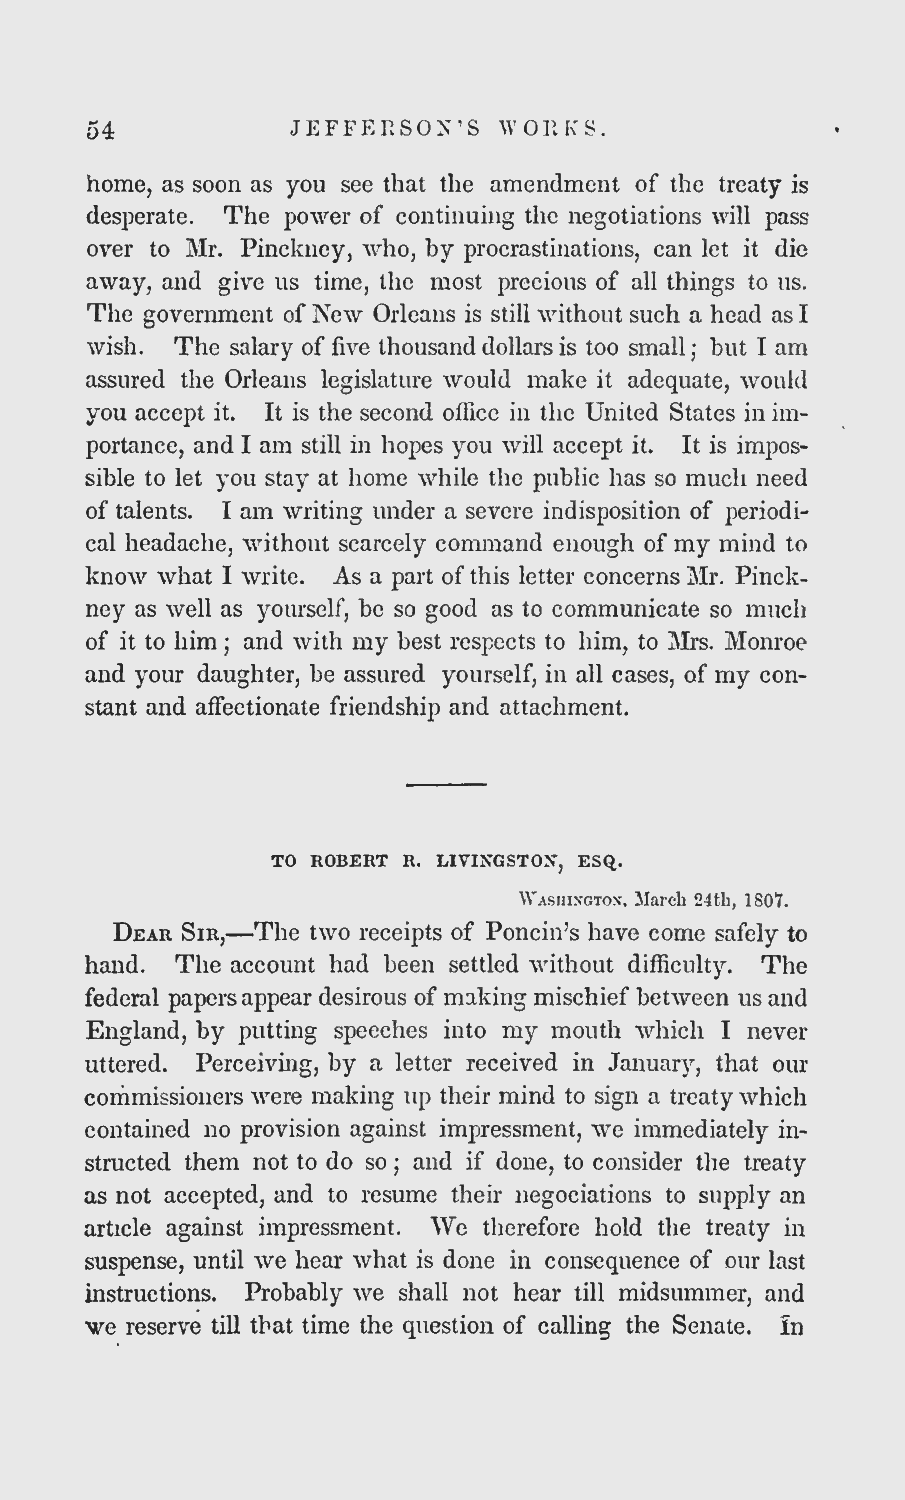 54 JEFFERSON'S WORKS.
home, as soon as you see that the amendment of the treaty is
desperate. The power of continuing the negotiations will pass
over to Mr. Pinckney, who, by procrastinations, can let it die
away, and give us time, the most precious of all things to us.
The government of New Orleans is still without such a head as I
wish. The salary of five thousand dollars is too small; but I am
assured the Orleans legislature would make it adequate, would
you accept it. It is the second office in the United States in im-
portance, and I am still in hopes you will accept it. It is impos-
sible to let you stay at home while the public has so much need
of talents. I am writing under a severe indisposition of periodi-
cal headache, without scarcely command enough of my mind to
know what I write. As a part of this letter concerns Mr. Pinck-
ney as well as yourself, be so good as to communicate so much
of it to him; and with my best respects to him, to Mrs. Monroe
and your daughter, be assured yourself, in all cases, of my con-
stant and affectionate friendship and attachment.
TO ROBERT R. LIVINGSTON, ESQ.
Washington, March 24th, 1807.
Dear Sir,—The two receipts of Poncin's have come safely to
hand. The account had been settled without difficulty. The
federal papers appear desirous of making mischief between us and
England, by putting speeches into my mouth which I never
uttered. Perceiving, by a letter received in January, that our
commissioners were making up their mind to sign a treaty which
contained no provision against impressment, we immediately in-
structed them not to do so; and if done, to consider the treaty
as not accepted, and to resume their negociations to supply an
article against impressment. We therefore hold the treaty in
suspense, until we hear what is done in consequence of our last
instructions. Probably we shall not hear till midsummer, and
we reserve till that time the question of calling the Senate. In